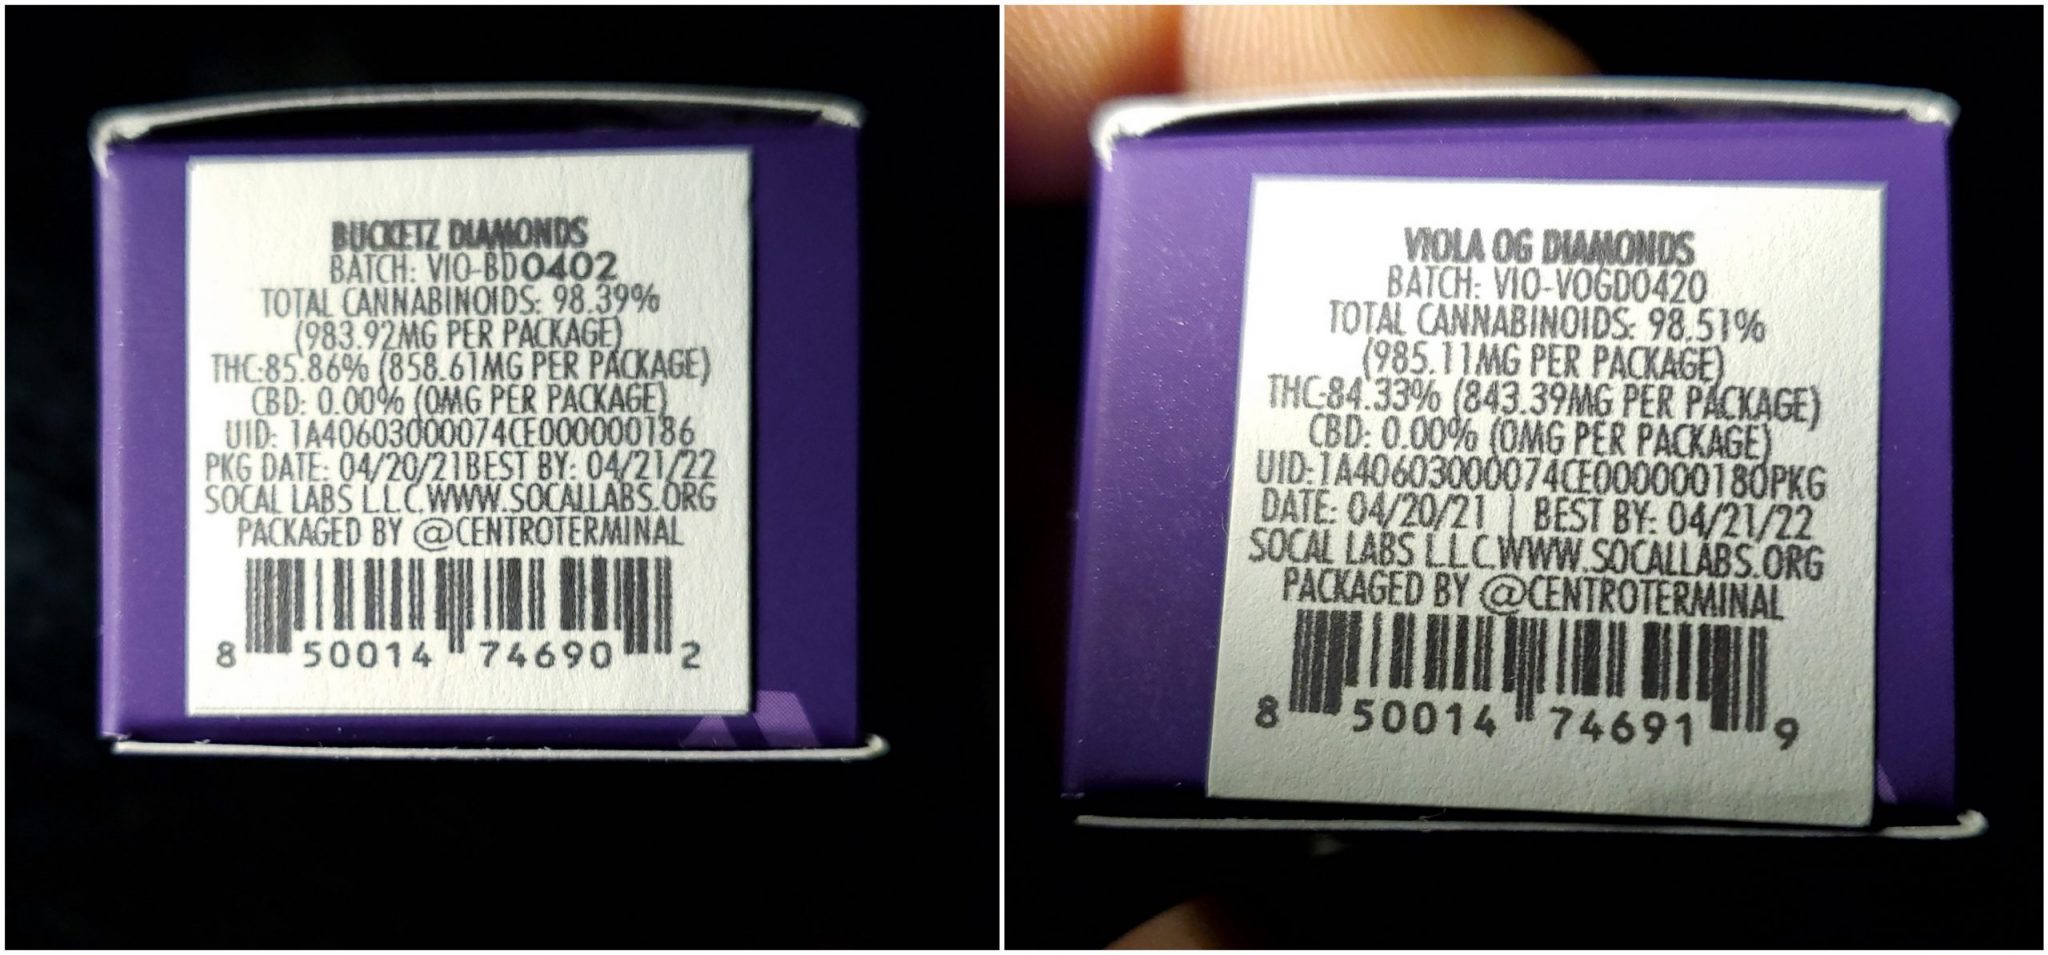 BUCKETZ DIAMONDS
BATCH: VIO-BD0402
TOTAL CANNABINOIDS: 98.39%
(983.92MG PER PACKAGE)
THC:85.86% (858.61MG PER PACKAGE)
CBD: 0.00% (0MG PER PACKAGE)
UID: 1A40603000074CE000000186
PKG DATE: 04/20/21BEST BY: 04/21/22
SOCAL LABS L.L.C.WWW.SOCALLABS.ORG
PACKAGED BY @CENTROTERMINAL
8 50014 74690 2
VIOLA OG DIAMONDS
BATCH: VIO-VOGD0420
TOTAL CANNABINOIDS: 98.51%
(985.11MG PER PACKAGE)
THC:84.33% (843.39MG PER PACKAGE)
CBD: 0.00% (0MG PER PACKAGE)
UID:1A40603000074CE000000180PKG
DATE: 04/20/21 | BEST BY: 04/21/22
SOCAL LABS L.L.C.WWW.SOCALLABS.ORG
PACKAGED BY @CENTROTERMINAL
8 50014 74691 9